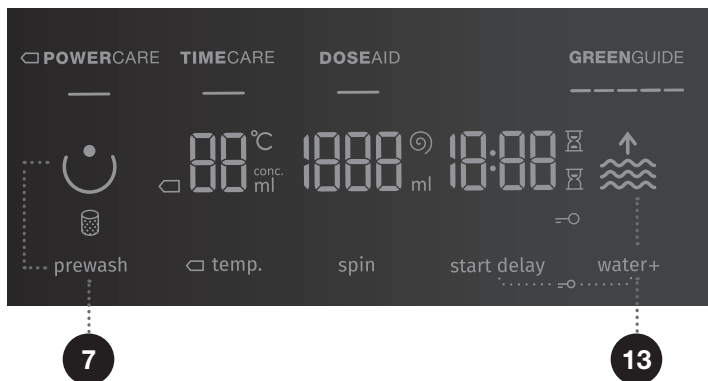 POWERCARE TIMECARE DOSEAID GREENGUIDE
88 °C 1888 18:88
conc.
ml ml
prewash temp. spin start delay water+
7 13